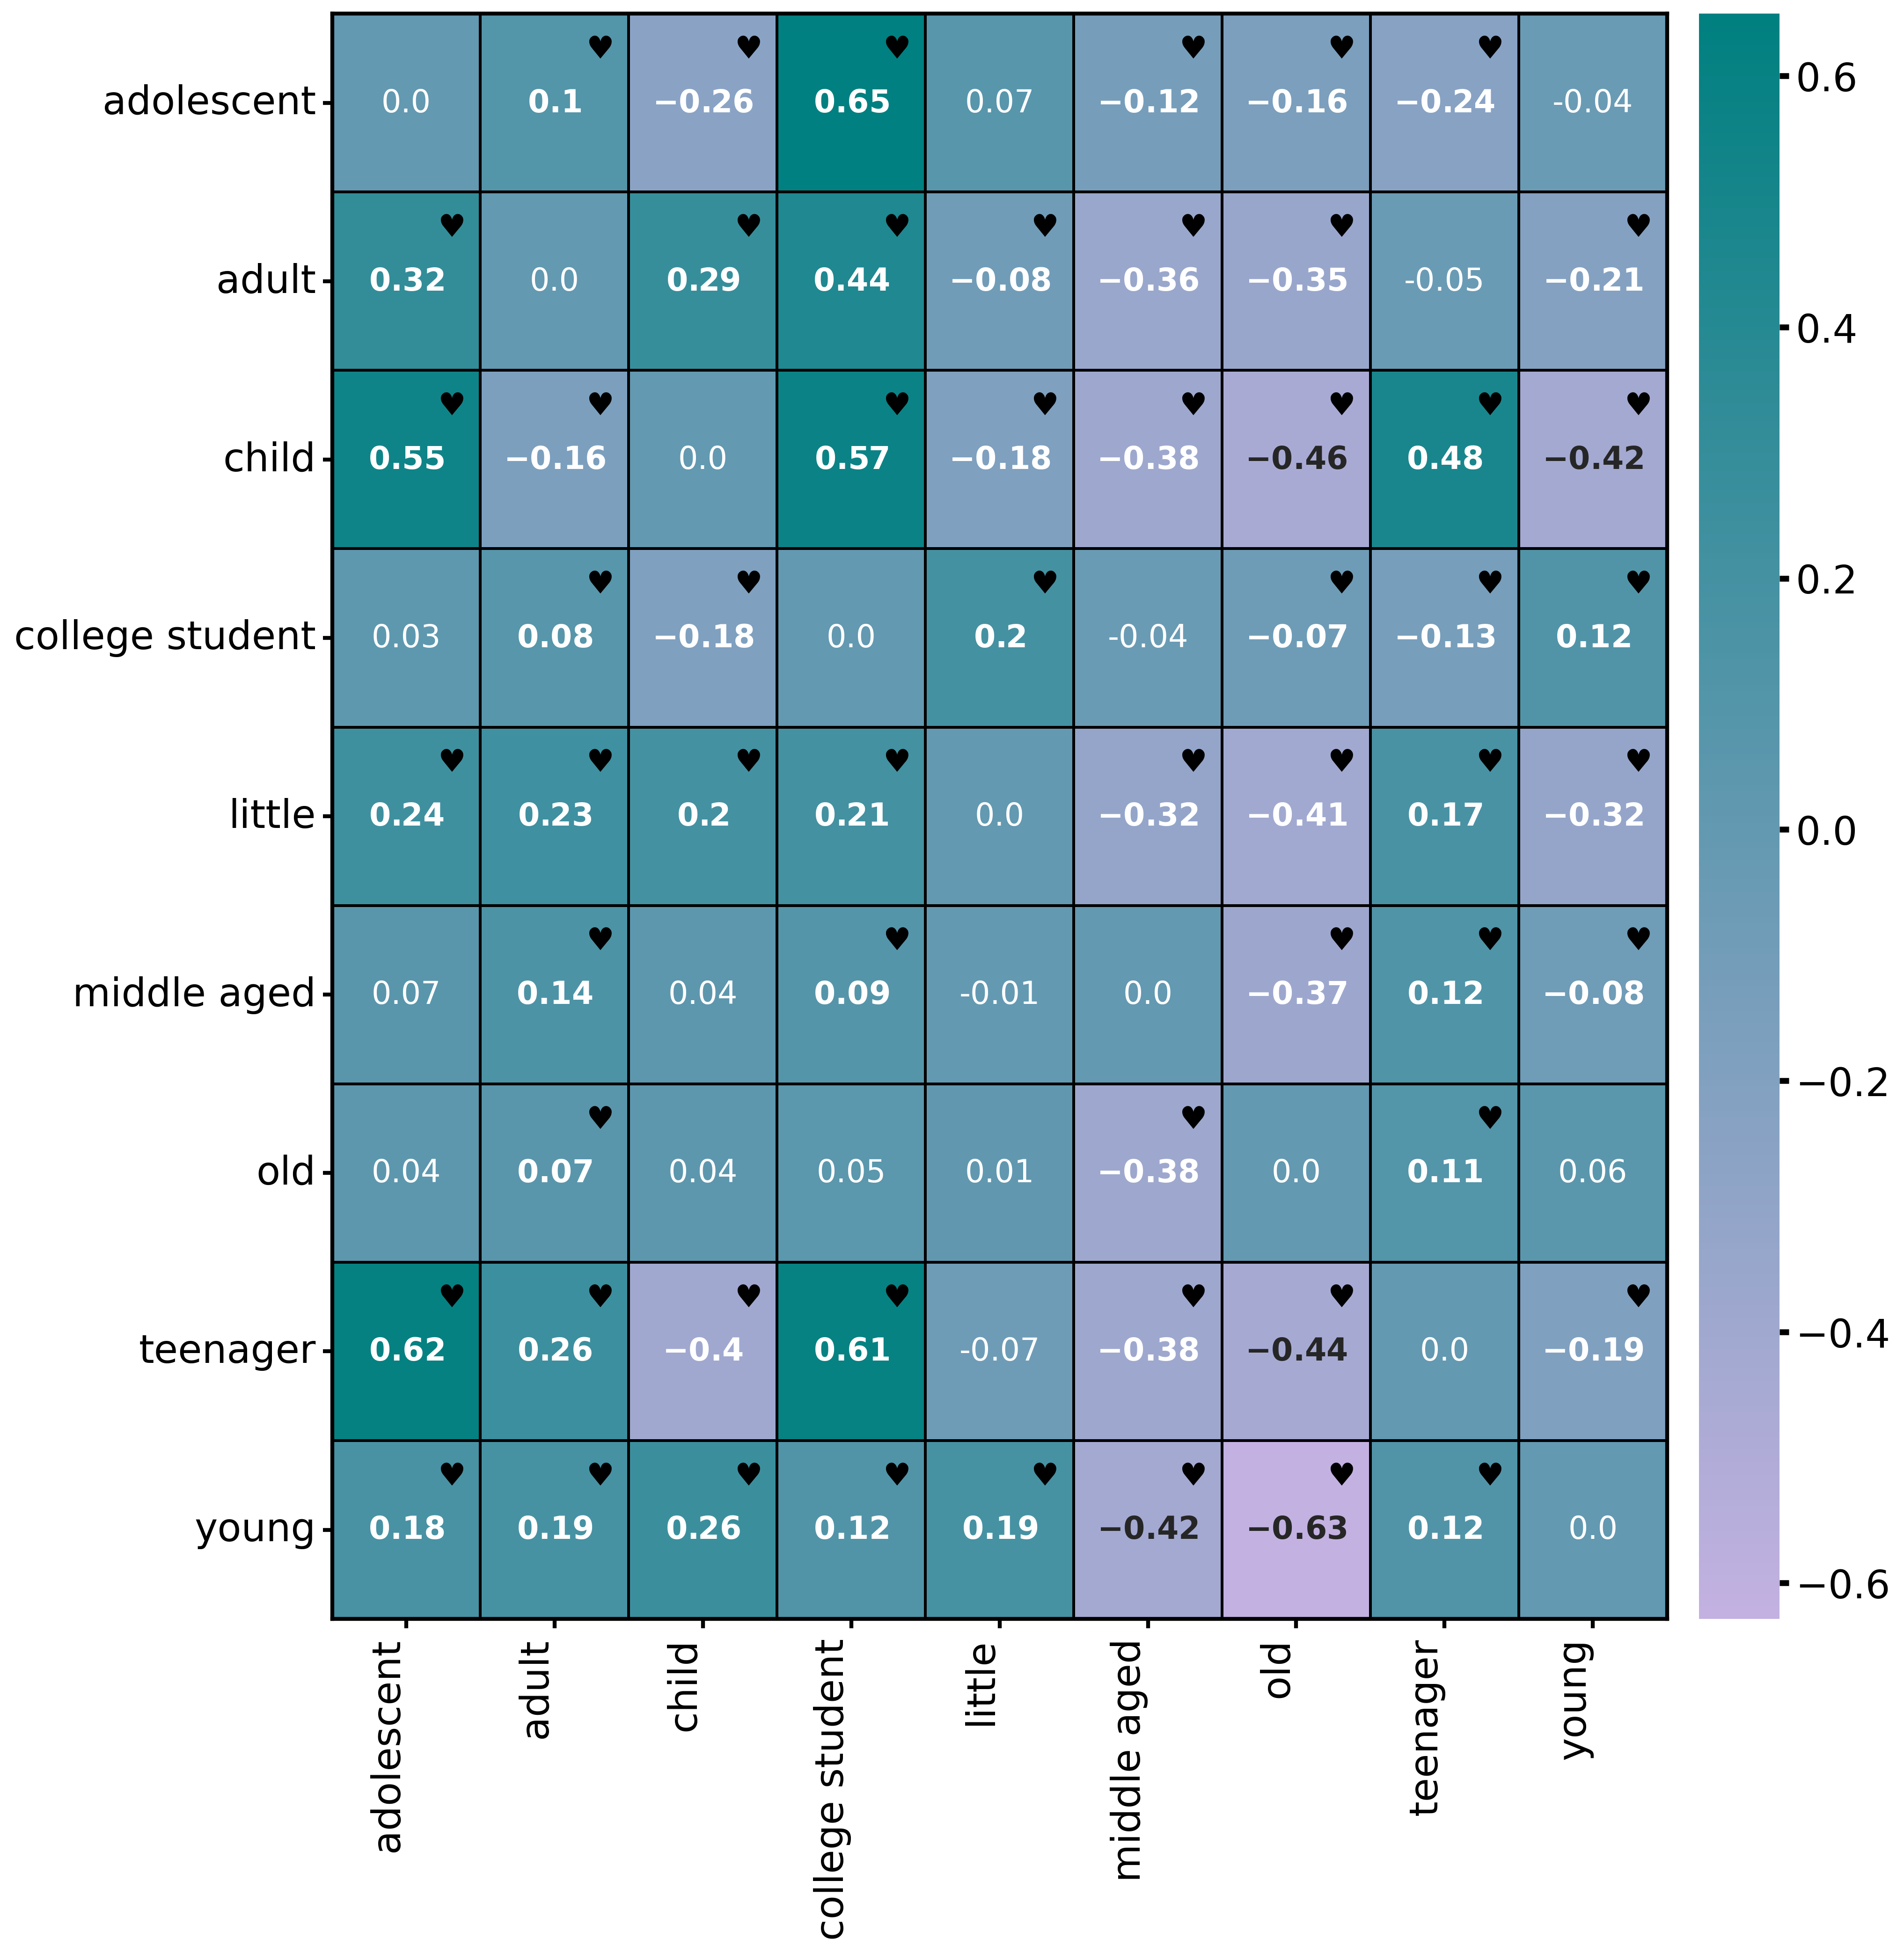 adolescent 0.0 0.1 −0.26 0.65 0.07 −0.12 −0.16 −0.24 -0.04
adult 0.32 0.0 0.29 0.44 −0.08 −0.36 −0.35 -0.05 −0.21
child 0.55 −0.16 0.0 0.57 −0.18 −0.38 −0.46 0.48 −0.42
college student 0.03 0.08 −0.18 0.0 0.2 -0.04 −0.07 −0.13 0.12
little 0.24 0.23 0.2 0.21 0.0 −0.32 −0.41 0.17 −0.32
middle aged 0.07 0.14 0.04 0.09 -0.01 0.0 −0.37 0.12 −0.08
old 0.04 0.07 0.04 0.05 0.01 −0.38 0.0 0.11 0.06
teenager 0.62 0.26 −0.4 0.61 -0.07 −0.38 −0.44 0.0 −0.19
young 0.18 0.19 0.26 0.12 0.19 −0.42 −0.63 0.12 0.0
adolescent
adult
child
college student
little
middle aged
old
teenager
young
0.6
0.4
0.2
0.0
−0.2
−0.4
−0.6